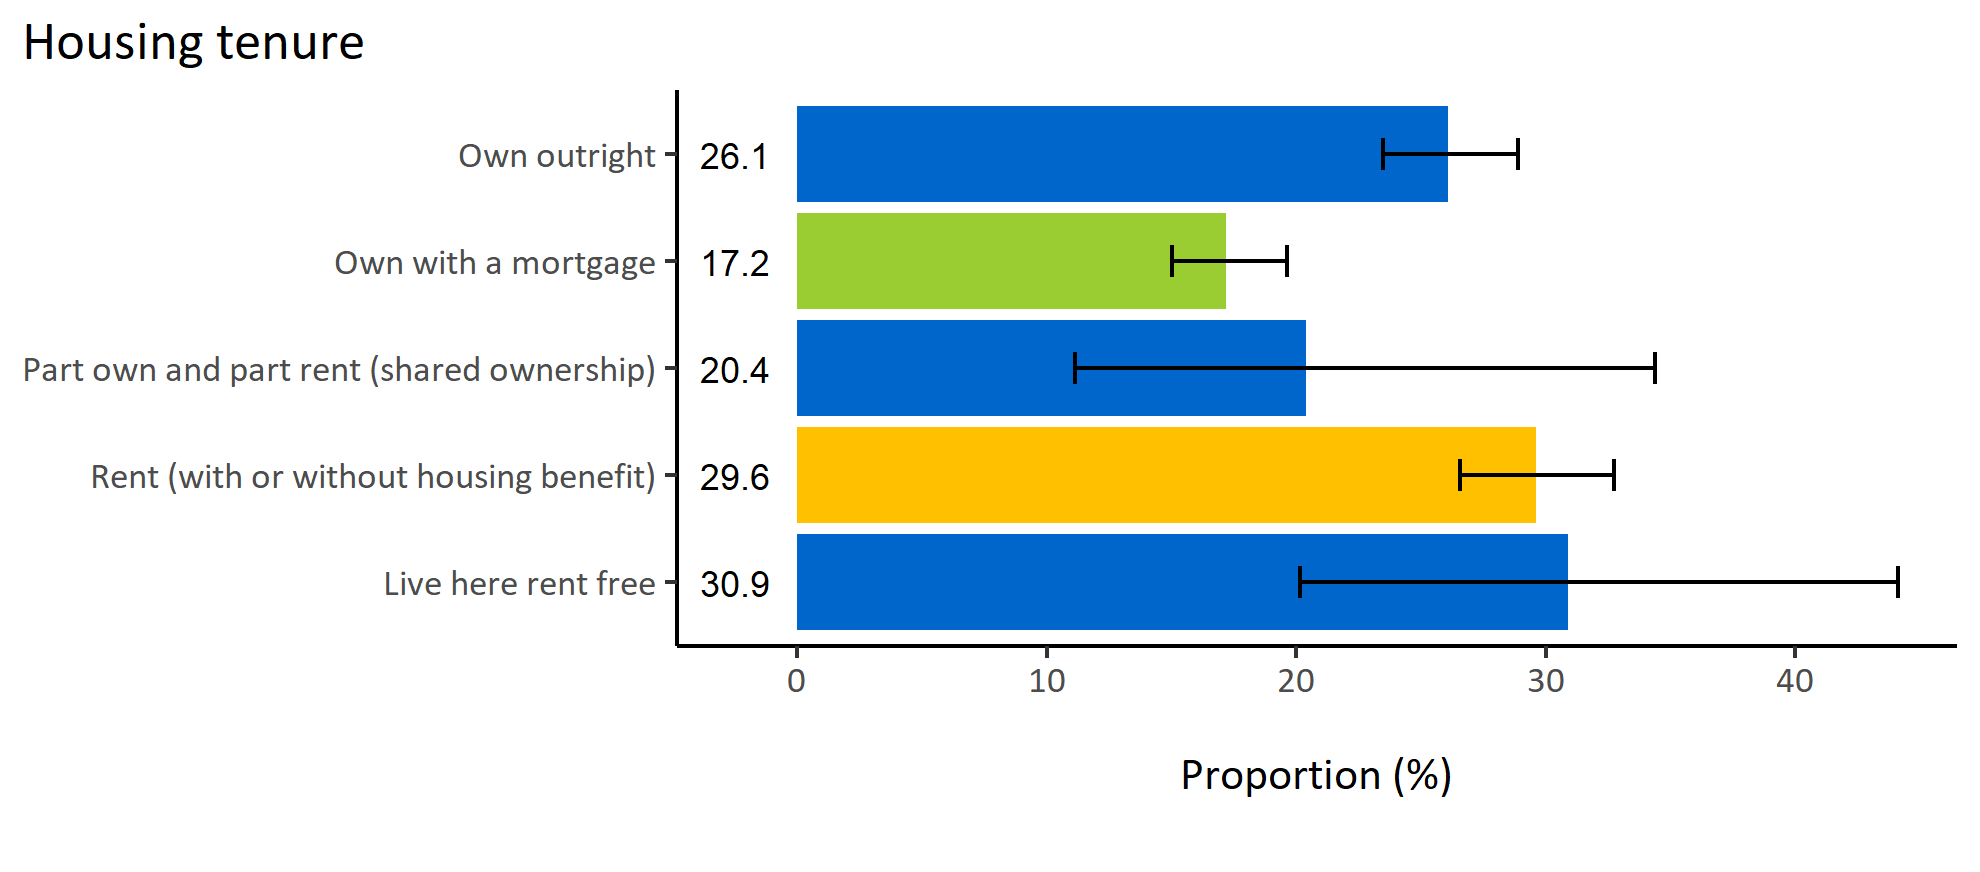 Housing tenure
Own outright 26.1
Own with a mortgage 17.2
Part own and part rent (shared ownership) 20.4
Rent (with or without housing benefit) 29.6
Live here rent free 30.9
0 10 20 30 40
Proportion (%)